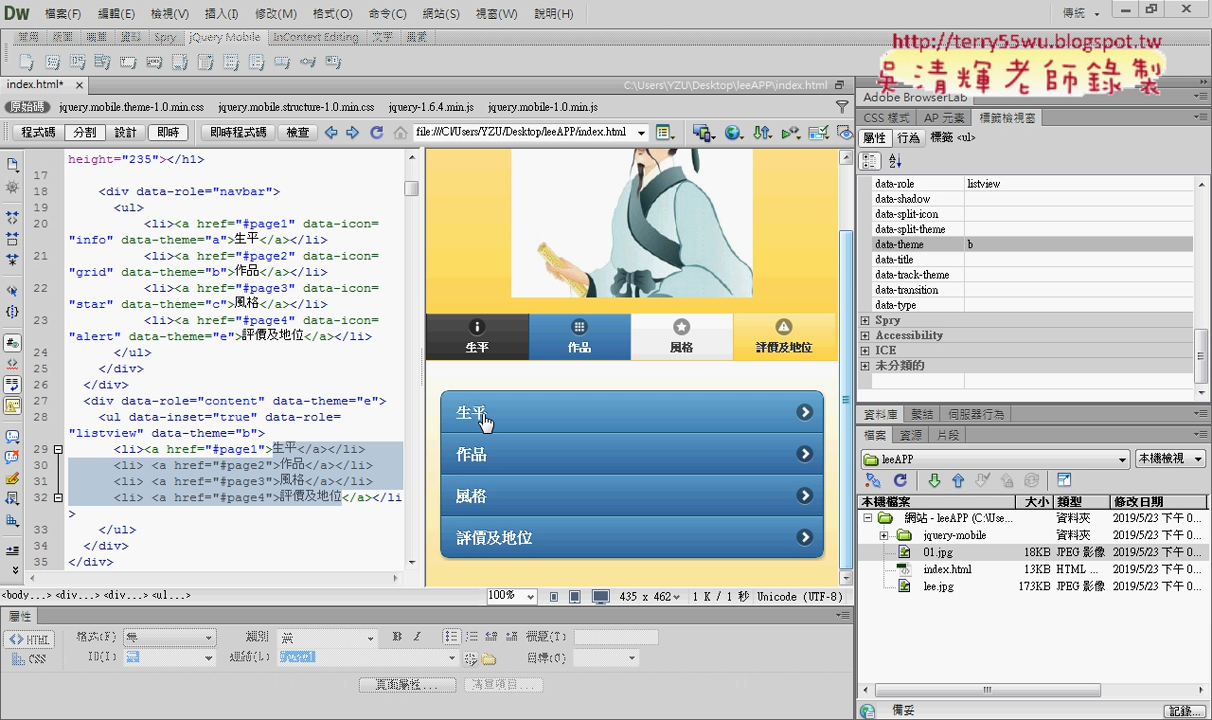 Dw 檔案(F) 編輯(E) 檢視(V) 插入(I) 修改(M) 格式(O) 命令(C) 網站(S) 視窗(W) 說明(H) 傳統
常用 版面 Spry jQuery Mobile InContext Editing 文字
http://terry55wu.blogspot.tw
吳清輝老師錄製
index.html* C:\Users\YZU\Desktop\leeAPP\index.html
Adobe BrowserLab
原始碼 jquery.mobile.theme-1.0.min.css jquery.mobile.structure-1.0.min.css jquery-1.6.4.min.js jquery.mobile-1.0.min.js
CSS 樣式 AP 元素 標籤檢視窗
程式碼 分割 設計 即時 即時程式碼 檢查 file:///C|/Users/YZU/Desktop/leeAPP/index.html
屬性 行為 標籤 <ul>
height="235"></h1>
17
18 <div data-role="navbar">
19 <ul>
20 <li><a href="#page1" data-icon=
"info" data-theme="a">生平</a></li>
21 <li><a href="#page2" data-icon=
"grid" data-theme="b">作品</a></li>
22 <li><a href="#page3" data-icon=
"star" data-theme="c">風格</a></li>
23 <li><a href="#page4" data-icon=
"alert" data-theme="e">評價及地位</a></li>
24 </ul>
25 </div>
26 </div>
27 <div data-role="content" data-theme="e">
28 <ul data-inset="true" data-role=
"listview" data-theme="b">
29 <li><a href="#page1">生平</a></li>
30 <li> <a href="#page2">作品</a></li>
31 <li> <a href="#page3">風格</a></li>
32 <li> <a href="#page4">評價及地位</a></li
>
33 </ul>
34 </div>
35 </div>
生平 作品 風格 評價及地位
生平
作品
風格
評價及地位
data-role listview
data-shadow
data-split-icon
data-split-theme
data-theme b
data-title
data-track-theme
data-transition
data-type
Spry
Accessibility
ICE
未分類的
資料庫 繫結 伺服器行為
檔案 資源 片段
leeAPP 本機檢視
本機檔案 大小 類型 修改日期
網站 - leeAPP (C:\Use... 資料夾 2019/5/23 下午 0...
jquery-mobile 資料夾 2019/5/23 下午 0...
01.jpg 18KB JPEG 影像 2019/5/23 下午 0...
index.html 13KB HTML ... 2019/5/23 下午 0...
lee.jpg 173KB JPEG 影像 2019/5/23 下午 0...
<body...> <div...> <div...> <ul...> 100% 435 x 462 1 K / 1 秒 Unicode (UTF-8)
屬性
<> HTML 格式(F) 無 類別 無 B I 標題(T)
CSS ID(I) 無 連結(L) 目標(O)
頁面屬性... 清單項目...
備妥 記錄...